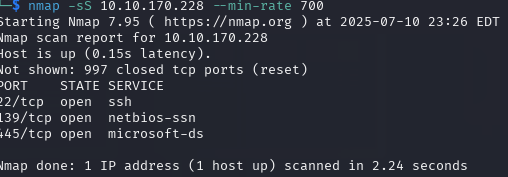 └─$ nmap -sS 10.10.170.228 --min-rate 700
Starting Nmap 7.95 ( https://nmap.org ) at 2025-07-10 23:26 EDT
Nmap scan report for 10.10.170.228
Host is up (0.15s latency).
Not shown: 997 closed tcp ports (reset)
PORT    STATE SERVICE
22/tcp  open  ssh
139/tcp open  netbios-ssn
445/tcp open  microsoft-ds
Nmap done: 1 IP address (1 host up) scanned in 2.24 seconds